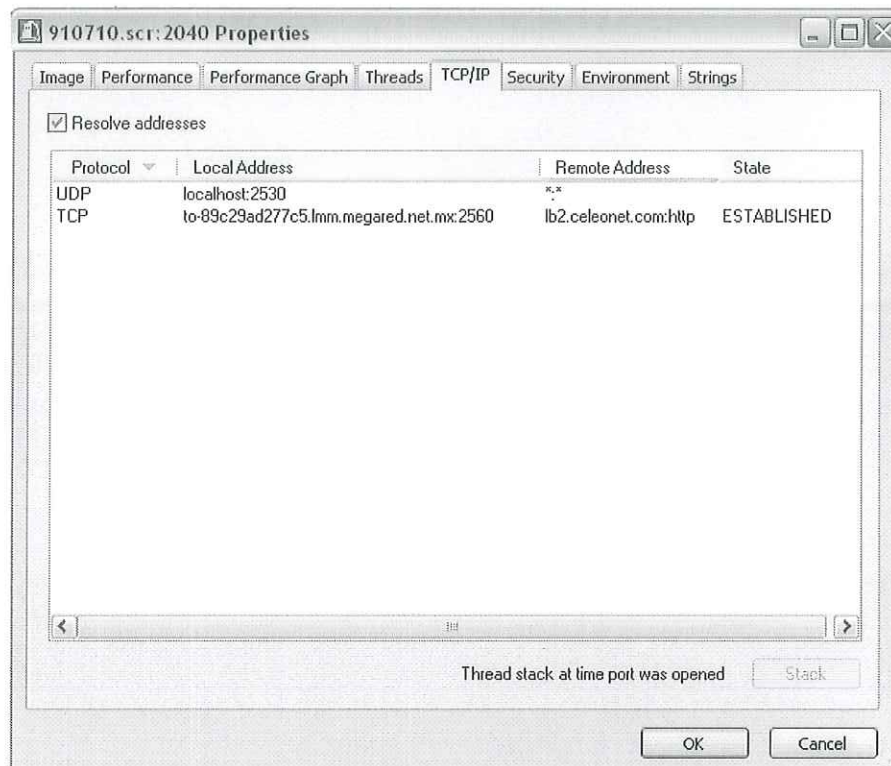 910710.scr:2040 Properties
Image Performance Performance Graph Threads TCP/IP Security Environment Strings
Resolve addresses
Protocol Local Address Remote Address State
UDP localhost:2530 *:*
TCP to-89c29ad277c5.lmm.megared.net.mx:2560 lb2.celeonet.com:http ESTABLISHED
Thread stack at time port was opened Stack
OK Cancel